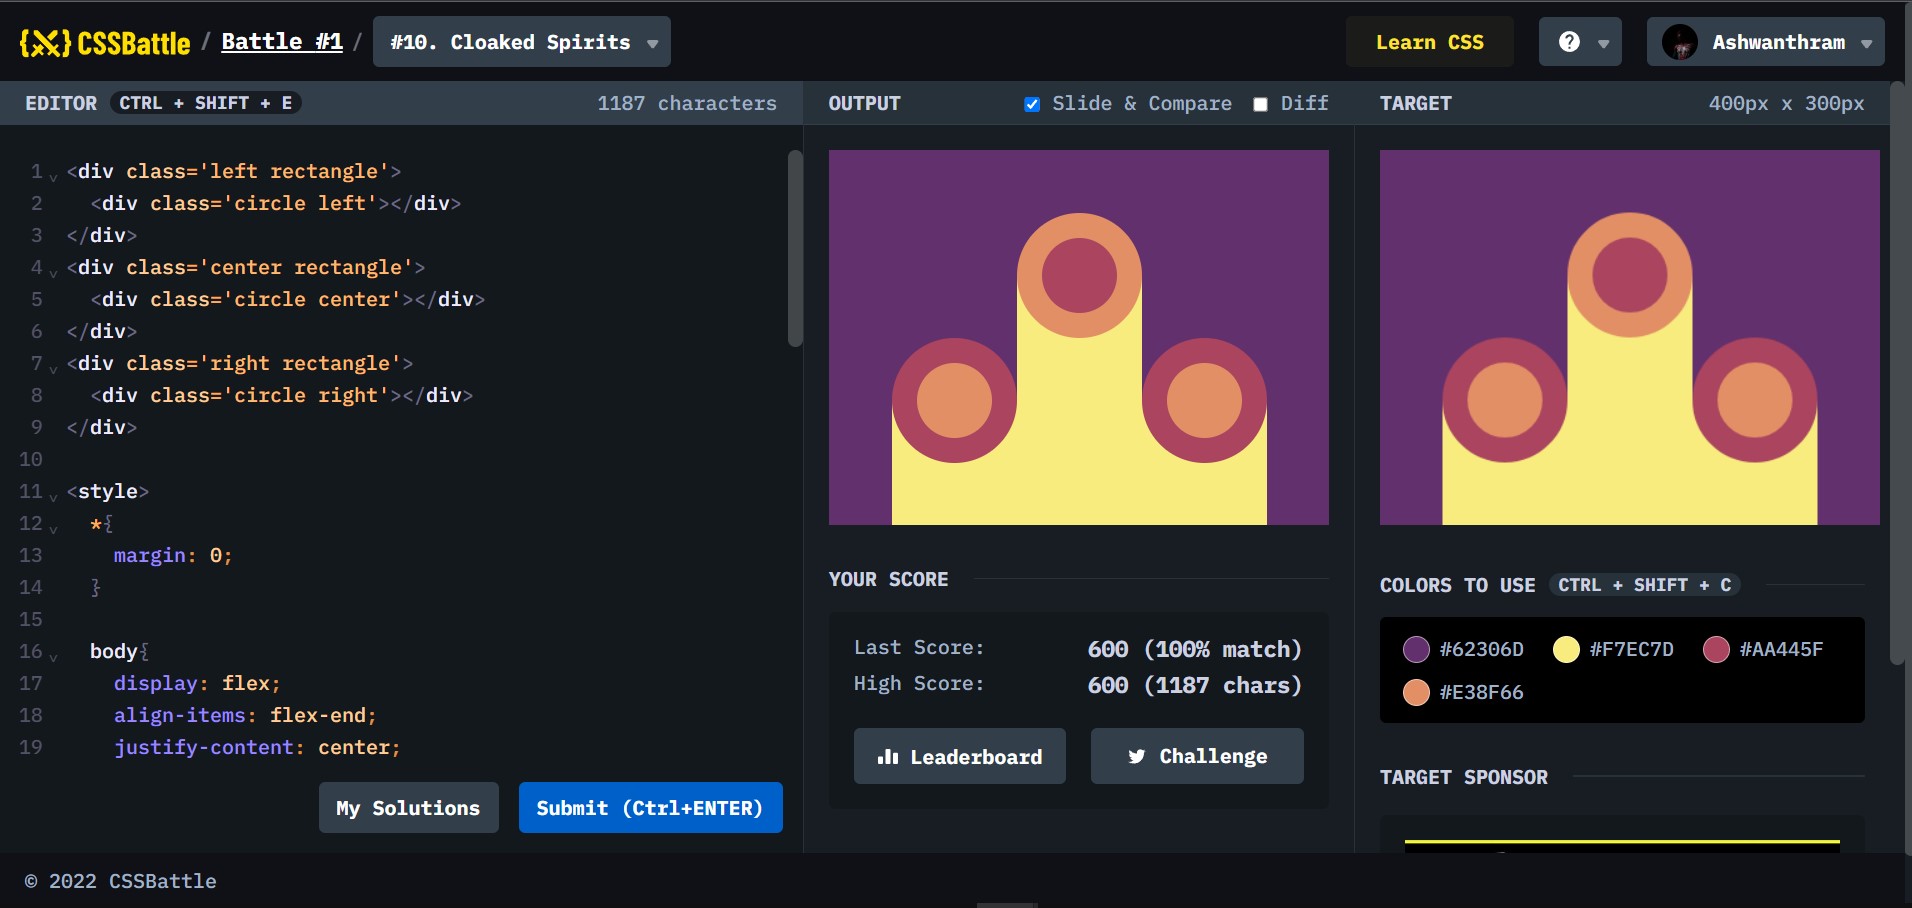 {X} CSSBattle / Battle #1 / #10. Cloaked Spirits
Learn CSS
?
Ashwanthram
EDITOR CTRL + SHIFT + E 1187 characters
1 <div class='left rectangle'>
2 <div class='circle left'></div>
3 </div>
4 <div class='center rectangle'>
5 <div class='circle center'></div>
6 </div>
7 <div class='right rectangle'>
8 <div class='circle right'></div>
9 </div>
10
11 <style>
12 *{
13 margin: 0;
14 }
15
16 body{
17 display: flex;
18 align-items: flex-end;
19 justify-content: center;
My Solutions
Submit (Ctrl+ENTER)
OUTPUT Slide & Compare Diff
YOUR SCORE
Last Score: 600 (100% match)
High Score: 600 (1187 chars)
Leaderboard
Challenge
TARGET 400px x 300px
COLORS TO USE CTRL + SHIFT + C
#62306D #F7EC7D #AA445F
#E38F66
TARGET SPONSOR
© 2022 CSSBattle